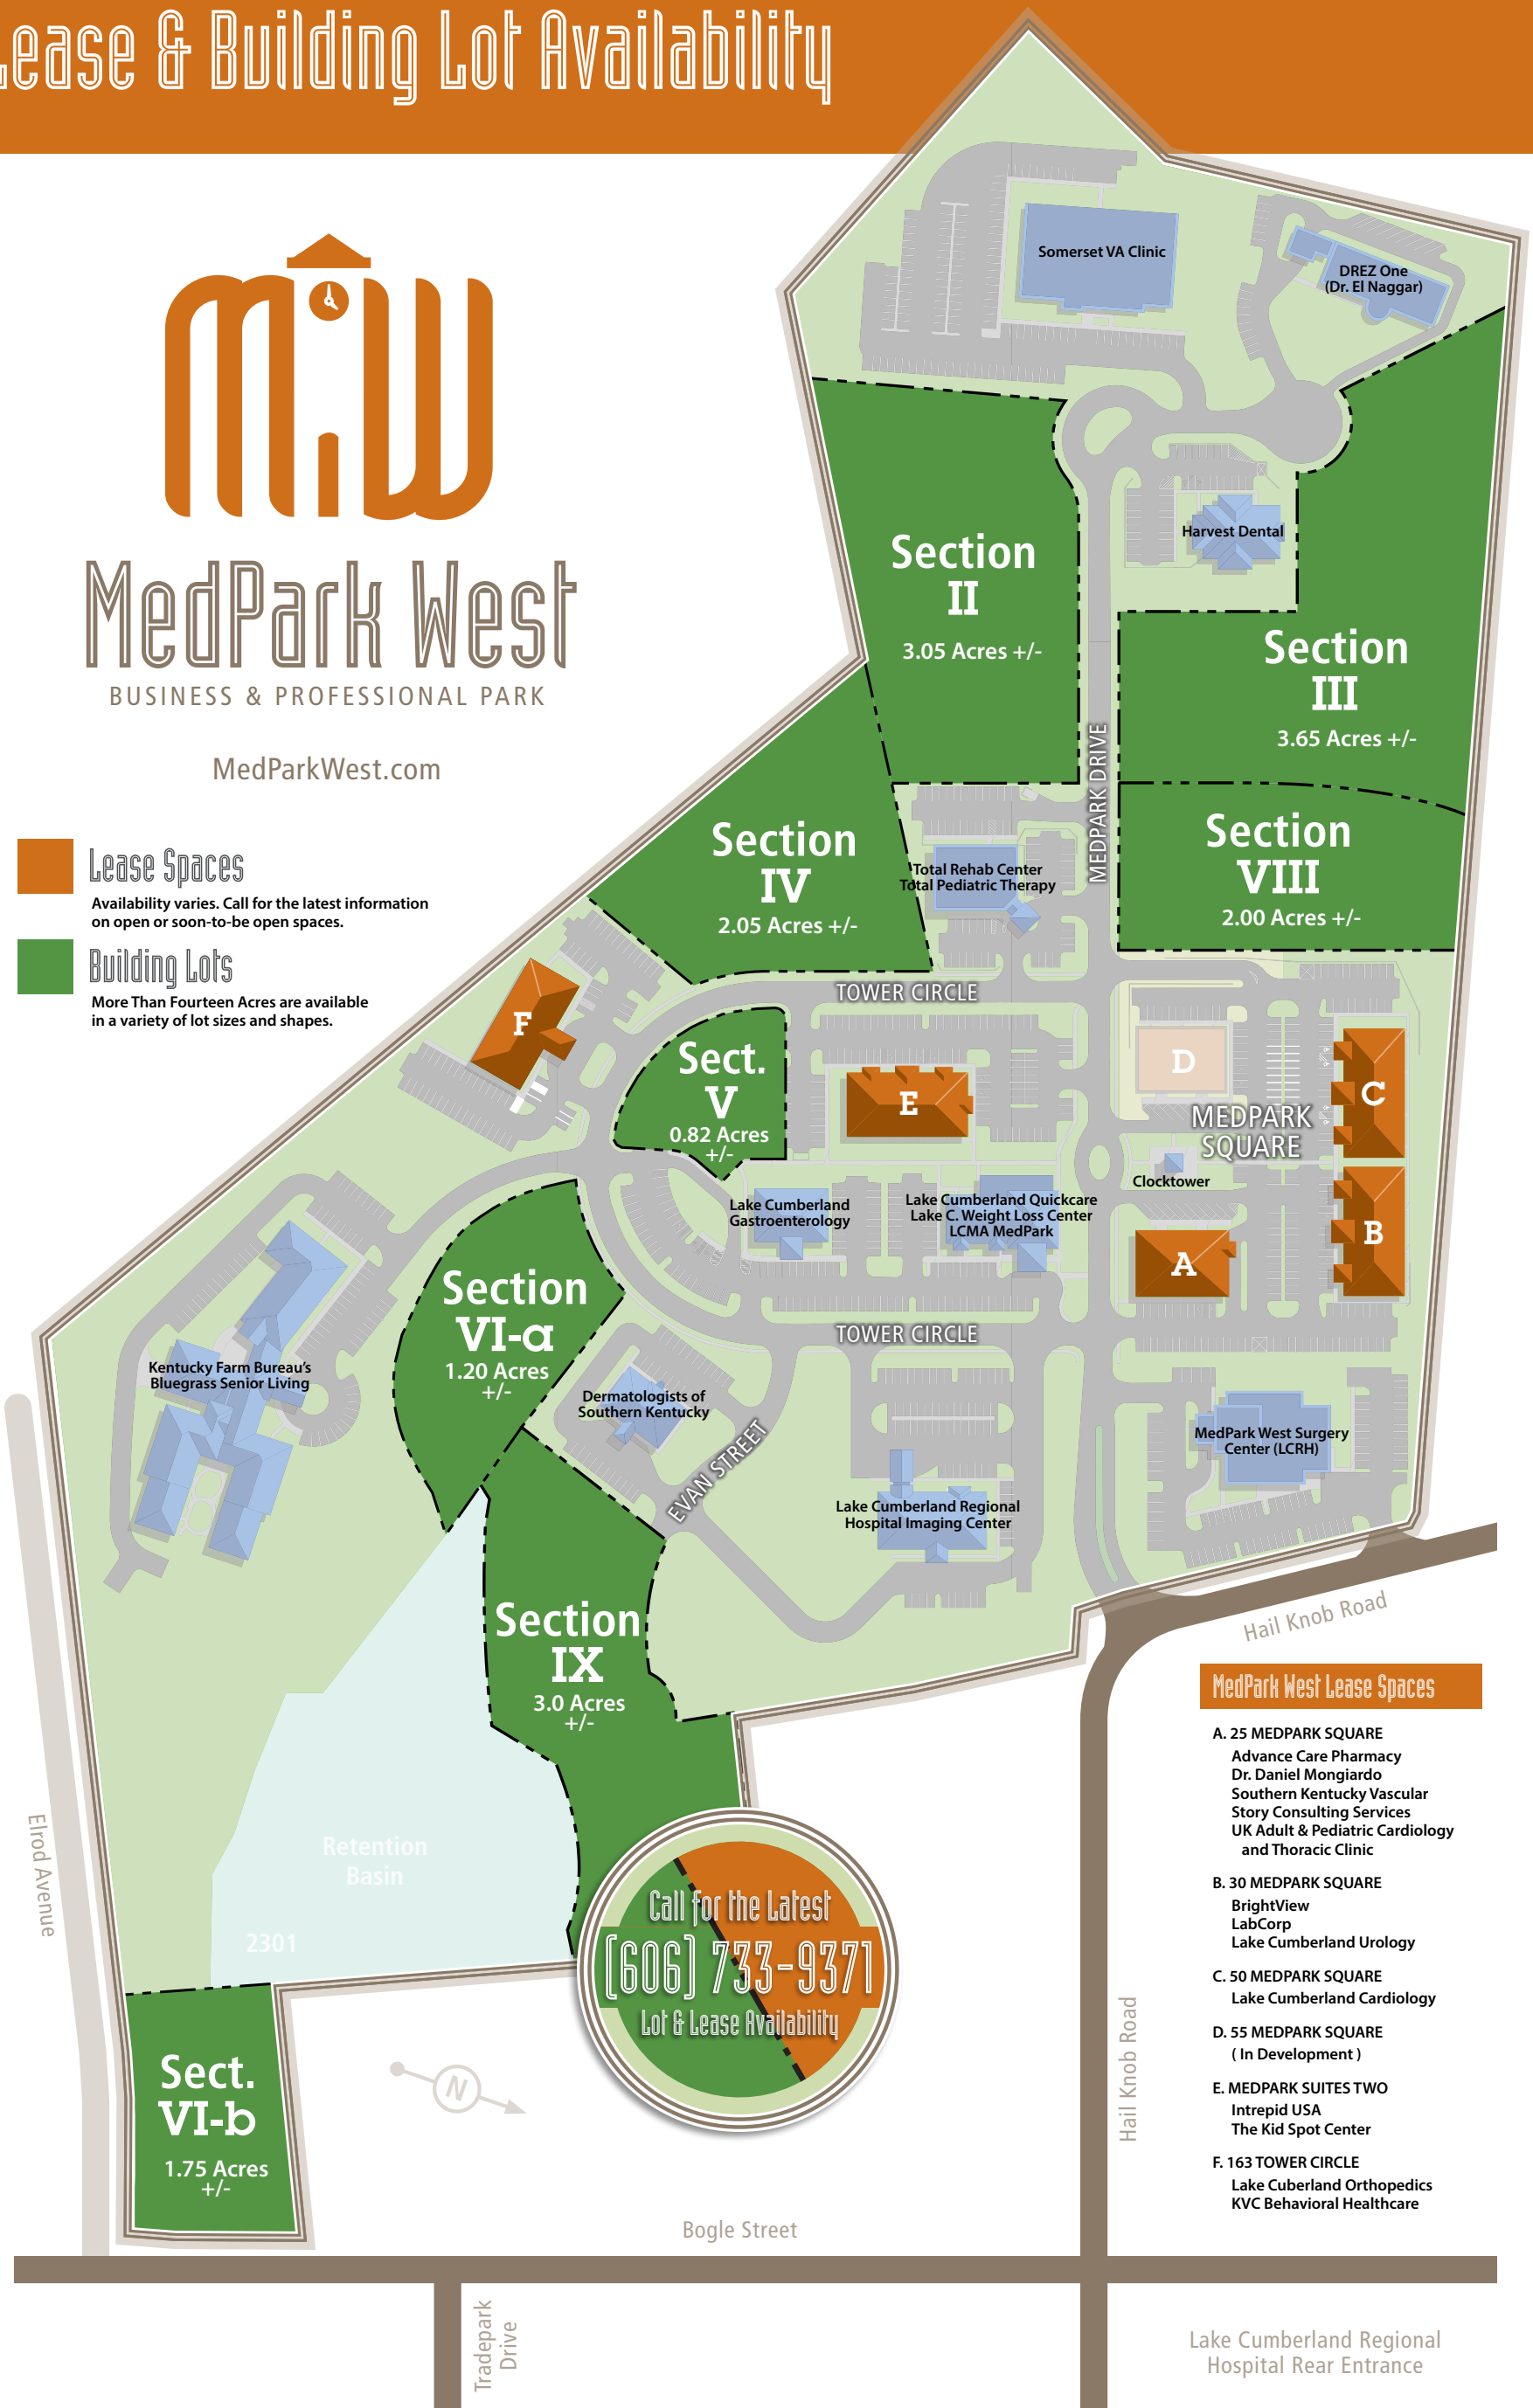 Lease & Building Lot Availability
MedPark West
BUSINESS & PROFESSIONAL PARK
MedParkWest.com
Lease Spaces
Availability varies. Call for the latest information
on open or soon-to-be open spaces.
Building Lots
More Than Fourteen Acres are available
in a variety of lot sizes and shapes.
Somerset VA Clinic
DREZ One
(Dr. El Naggar)
Harvest Dental
Section
II
3.05 Acres +/-
Section
III
3.65 Acres +/-
MEDPARK DRIVE
Section
IV
2.05 Acres +/-
Total Rehab Center
Total Pediatric Therapy
Section
VIII
2.00 Acres +/-
TOWER CIRCLE
F
Sect.
V
0.82 Acres
+/-
E
D
C
MEDPARK
SQUARE
Clocktower
B
A
Lake Cumberland
Gastroenterology
Lake Cumberland Quickcare
Lake C. Weight Loss Center
LCMA MedPark
TOWER CIRCLE
Section
VI-a
1.20 Acres
+/-
Kentucky Farm Bureau's
Bluegrass Senior Living
Dermatologists of
Southern Kentucky
EVAN STREET
MedPark West Surgery
Center (LCRH)
Lake Cumberland Regional
Hospital Imaging Center
Section
IX
3.0 Acres
+/-
Hail Knob Road
Retention
Basin
2301
Elrod Avenue
Call for the Latest
(606) 733-9371
Lot & Lease Availability
N
Sect.
VI-b
1.75 Acres
+/-
Hail Knob Road
MedPark West Lease Spaces
A. 25 MEDPARK SQUARE
Advance Care Pharmacy
Dr. Daniel Mongiardo
Southern Kentucky Vascular
Story Consulting Services
UK Adult & Pediatric Cardiology
and Thoracic Clinic
B. 30 MEDPARK SQUARE
BrightView
LabCorp
Lake Cumberland Urology
C. 50 MEDPARK SQUARE
Lake Cumberland Cardiology
D. 55 MEDPARK SQUARE
( In Development )
E. MEDPARK SUITES TWO
Intrepid USA
The Kid Spot Center
F. 163 TOWER CIRCLE
Lake Cuberland Orthopedics
KVC Behavioral Healthcare
Bogle Street
Tradepark
Drive
Lake Cumberland Regional
Hospital Rear Entrance